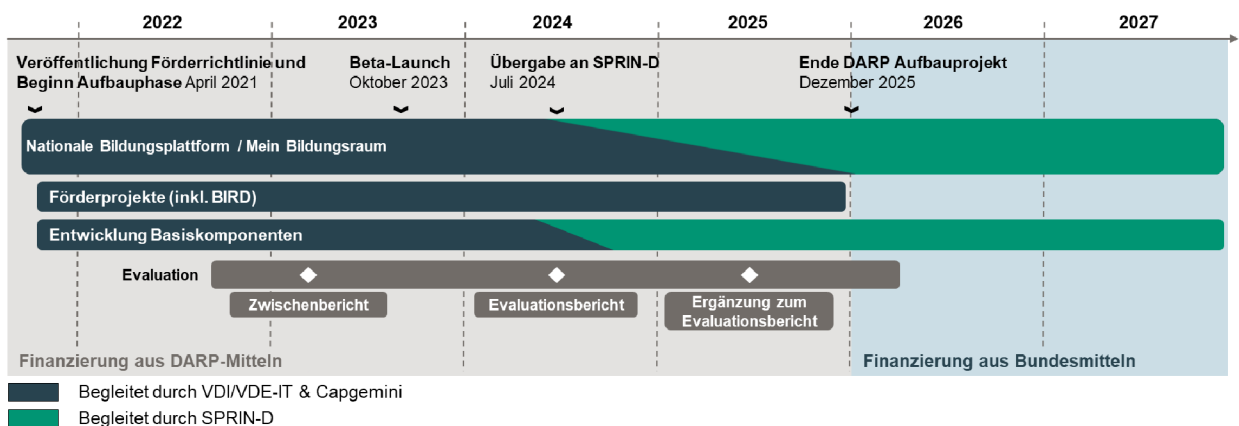 2022 2023 2024 2025 2026 2027
Veröffentlichung Förderrichtlinie und
Beginn Aufbauphase April 2021
Beta-Launch
Oktober 2023
Übergabe an SPRIN-D
Juli 2024
Ende DARP Aufbauprojekt
Dezember 2025
Nationale Bildungsplattform / Mein Bildungsraum
Förderprojekte (inkl. BIRD)
Entwicklung Basiskomponenten
Evaluation
Zwischenbericht
Evaluationsbericht
Ergänzung zum
Evaluationsbericht
Finanzierung aus DARP-Mitteln
Finanzierung aus Bundesmitteln
Begleitet durch VDI/VDE-IT & Capgemini
Begleitet durch SPRIN-D